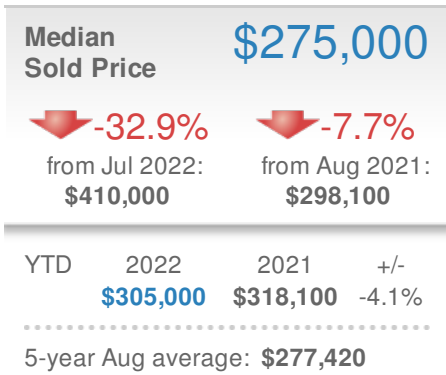 Median
Sold Price
$275,000
-32.9% -7.7%
from Jul 2022: from Aug 2021:
$410,000 $298,100
YTD 2022 2021 +/-
$305,000 $318,100 -4.1%
5-year Aug average: $277,420